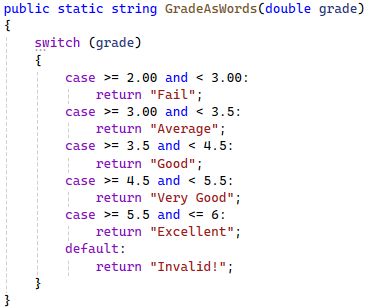 public static string GradeAsWords(double grade)
{
    switch (grade)
    {
        case >= 2.00 and < 3.00:
            return "Fail";
        case >= 3.00 and < 3.5:
            return "Average";
        case >= 3.5 and < 4.5:
            return "Good";
        case >= 4.5 and < 5.5:
            return "Very Good";
        case >= 5.5 and <= 6:
            return "Excellent";
        default:
            return "Invalid!";
    }
}